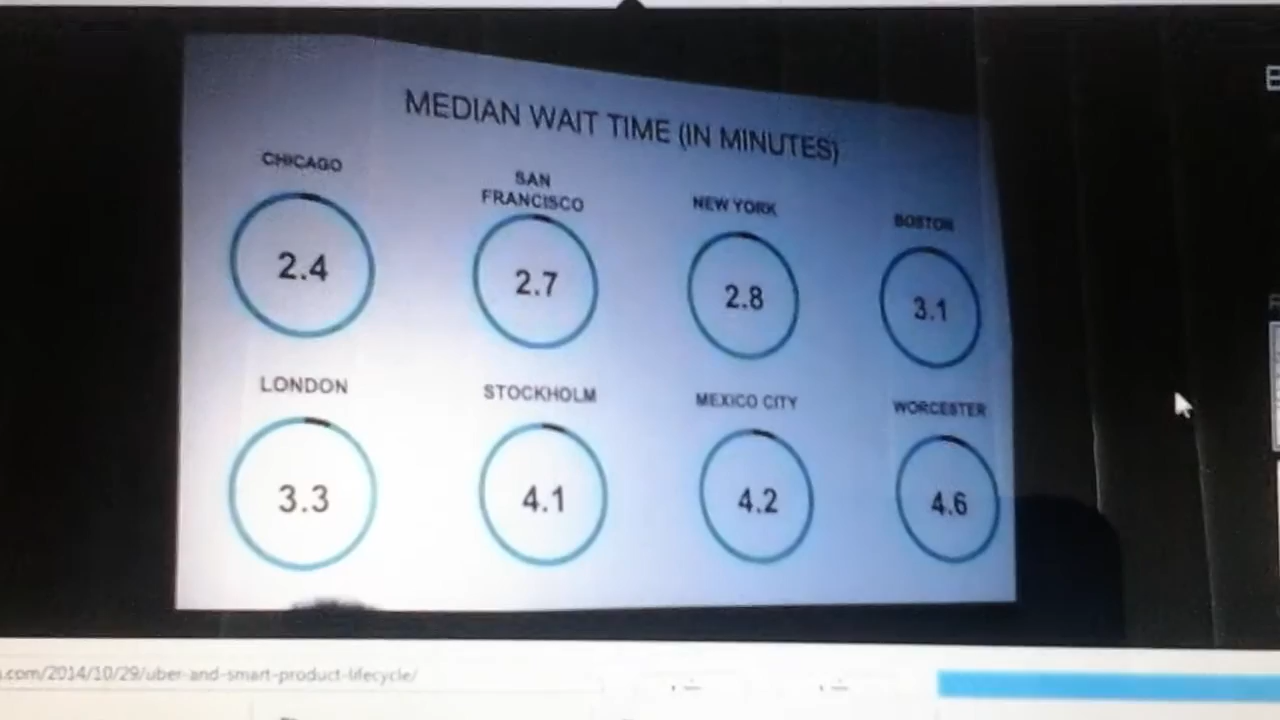 MEDIAN WAIT TIME (IN MINUTES)
CHICAGO
2.4
SAN
FRANCISCO
2.7
NEW YORK
2.8
BOSTON
3.1
LONDON
3.3
STOCKHOLM
4.1
MEXICO CITY
4.2
WORCESTER
4.6
.com/2014/10/29/uber-and-smart-product-lifecycle/